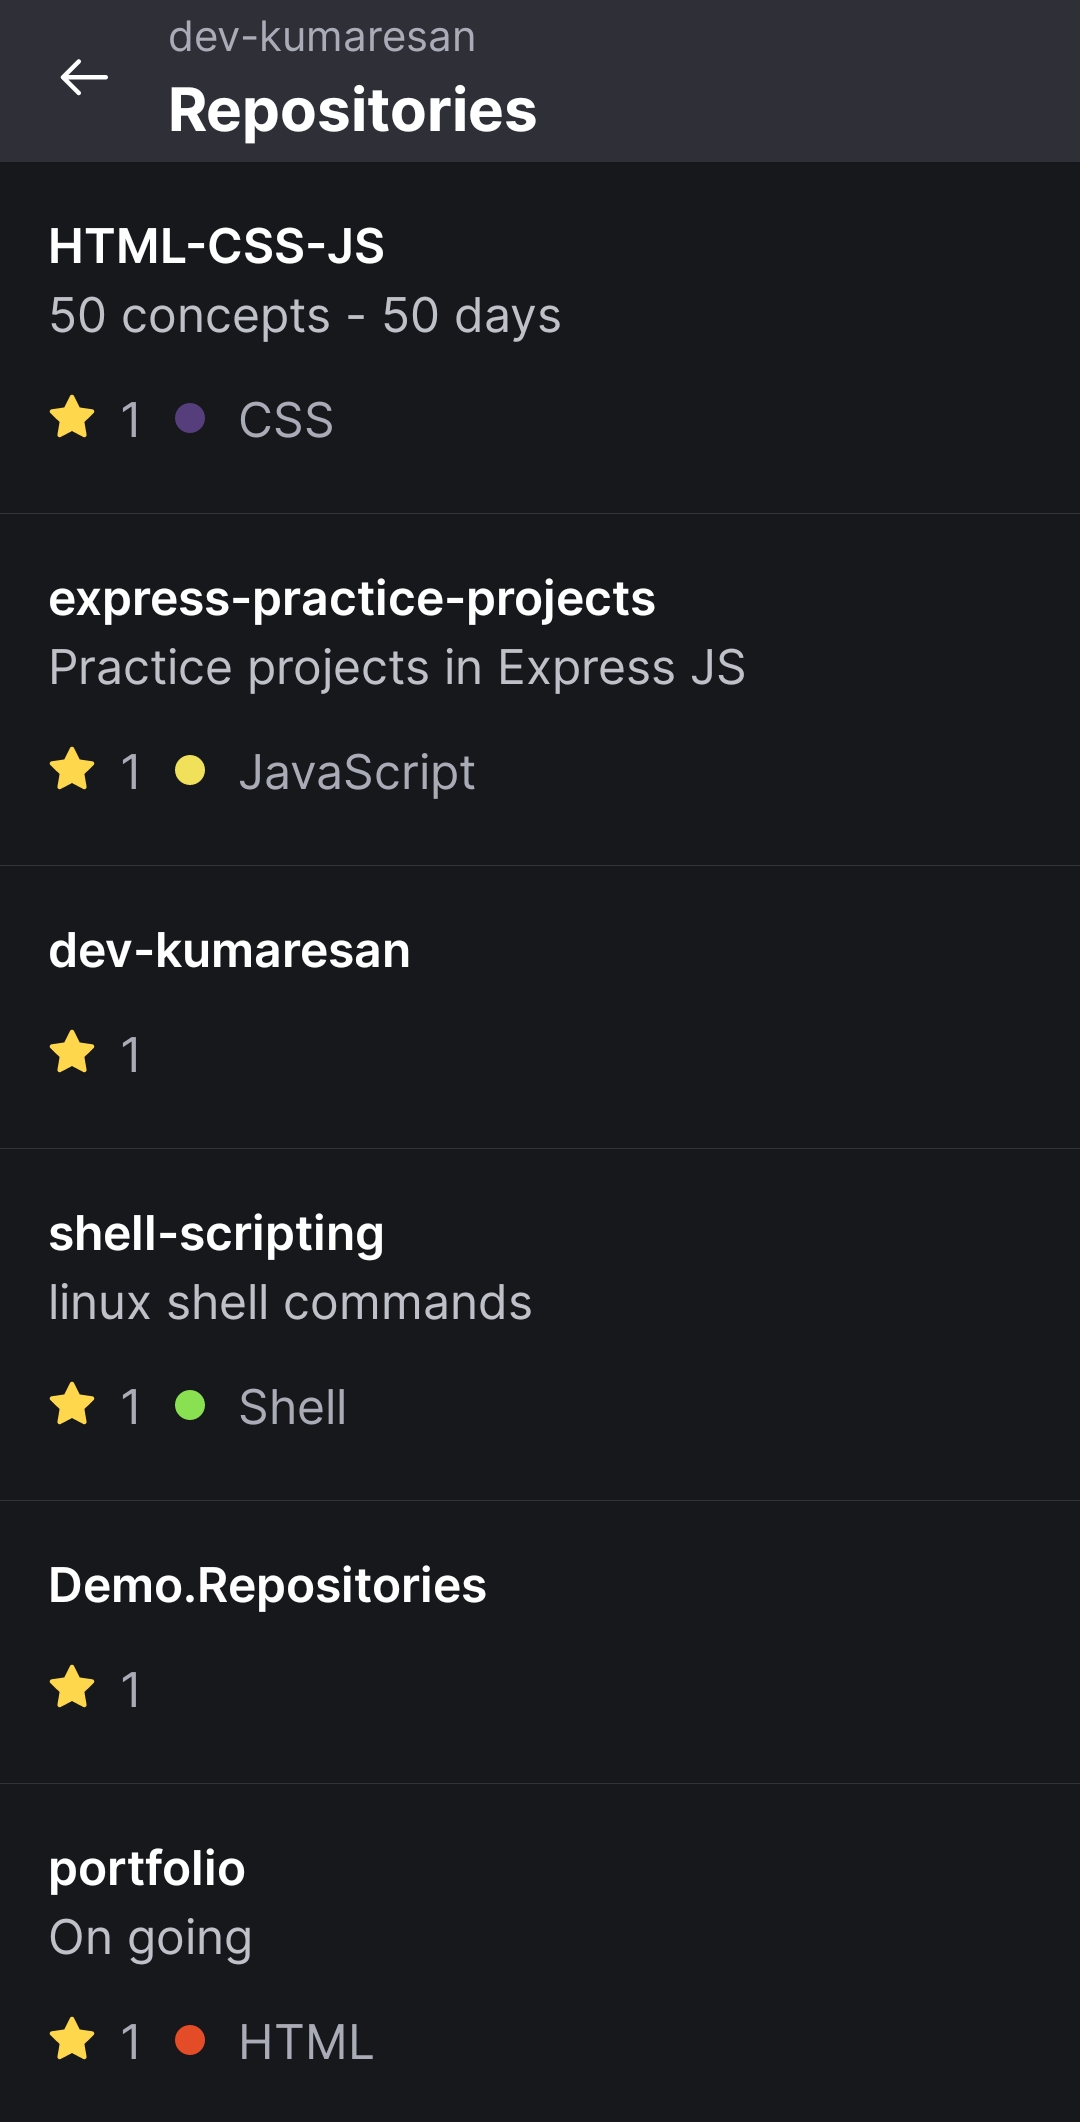 dev-kumaresan
Repositories
HTML-CSS-JS
50 concepts - 50 days
1 CSS
express-practice-projects
Practice projects in Express JS
1 JavaScript
dev-kumaresan
1
shell-scripting
linux shell commands
1 Shell
Demo.Repositories
1
portfolio
On going
1 HTML